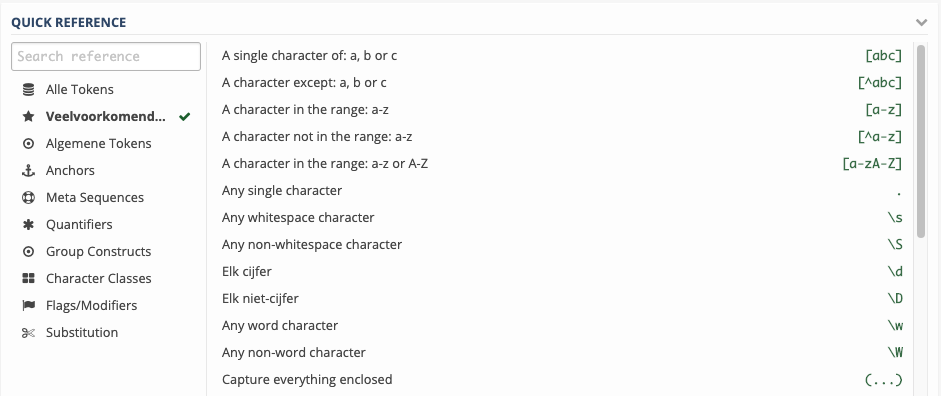 QUICK REFERENCE
Search reference
Alle Tokens
Veelvoorkomend...
Algemene Tokens
Anchors
Meta Sequences
Quantifiers
Group Constructs
Character Classes
Flags/Modifiers
Substitution
A single character of: a, b or c [abc]
A character except: a, b or c [^abc]
A character in the range: a-z [a-z]
A character not in the range: a-z [^a-z]
A character in the range: a-z or A-Z [a-zA-Z]
Any single character .
Any whitespace character \s
Any non-whitespace character \S
Elk cijfer \d
Elk niet-cijfer \D
Any word character \w
Any non-word character \W
Capture everything enclosed (...)